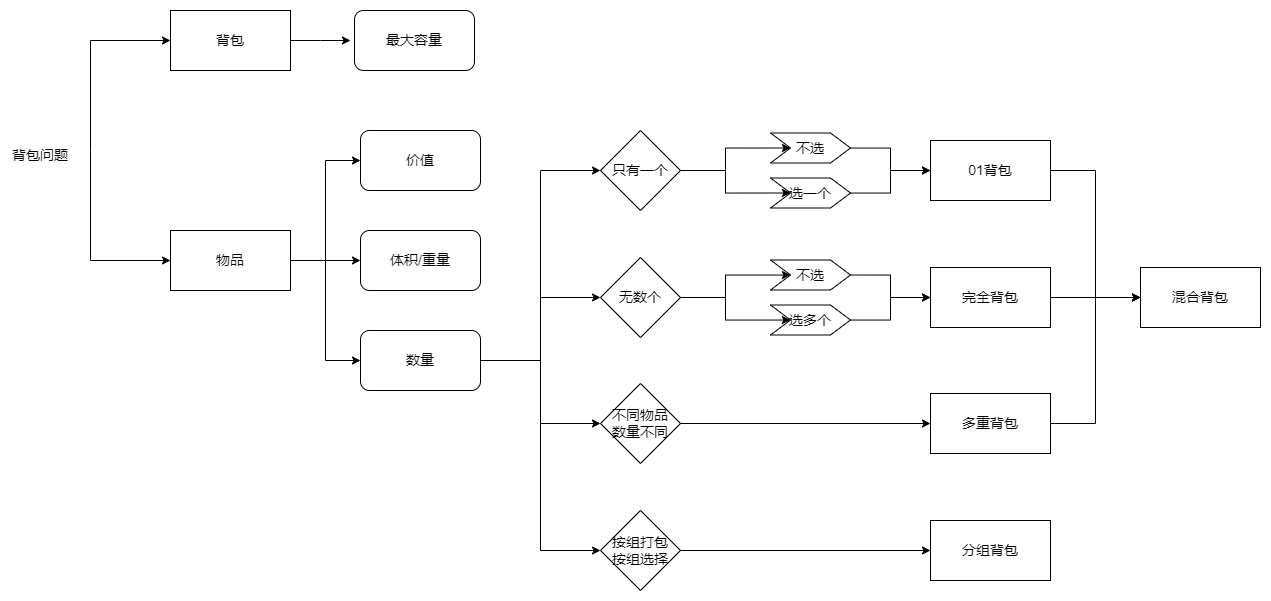 背包问题
背包
最大容量
物品
价值
体积/重量
数量
只有一个
不选
选一个
01背包
无数个
不选
选多个
完全背包
混合背包
不同物品
数量不同
多重背包
按组打包
按组选择
分组背包